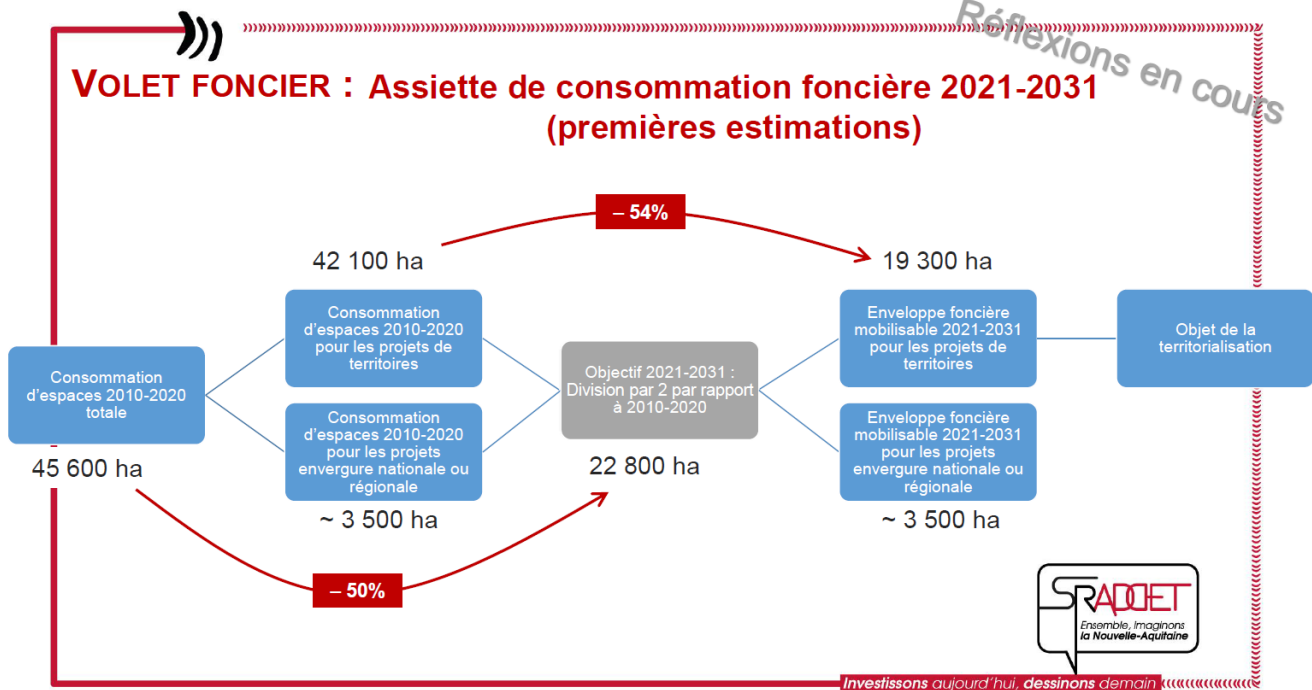 Réflexions en cours
VOLET FONCIER : Assiette de consommation foncière 2021-2031
(premières estimations)
– 54%
42 100 ha
19 300 ha
Consommation
d'espaces 2010-2020
pour les projets de
territoires
Enveloppe foncière
mobilisable 2021-2031
pour les projets de
territoires
Objet de la
territorialisation
Consommation
d'espaces 2010-2020
totale
Objectif 2021-2031 :
Division par 2 par rapport
à 2010-2020
Consommation
d'espaces 2010-2020
pour les projets
envergure nationale ou
régionale
Enveloppe foncière
mobilisable 2021-2031
pour les projets
envergure nationale ou
régionale
45 600 ha
22 800 ha
~ 3 500 ha
~ 3 500 ha
– 50%
SRADDET
Ensemble, Imaginons
la Nouvelle-Aquitaine
Investissons aujourd'hui, dessinons demain